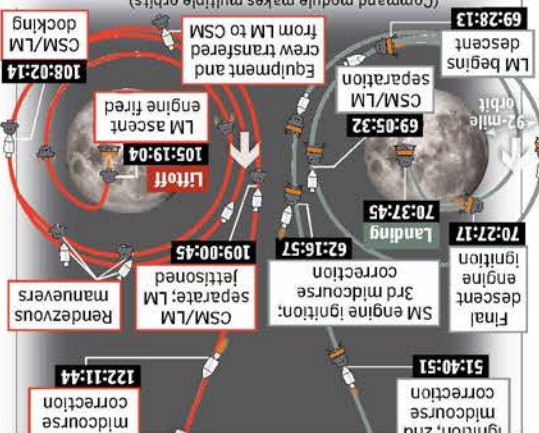 ignition; 2nd
midcourse
correction
51:40:51
midcourse
correction
122:11:44
Final
descent
engine
ignition
70:27:17
SM engine ignition;
3rd midcourse
correction
62:16:57
CSM/LM
separate; LM
jettisoned
109:00:45
Rendezvous
manuevers
Landing
70:37:45
Liftoff
105:19:04
LM ascent
engine fired
92-mile
orbit
69:05:32
CSM/LM
separation
LM begins
descent
69:28:13
Equipment and
crew transfered
from LM to CSM
108:02:14
CSM/LM
docking
(Command module makes multiple orbits)